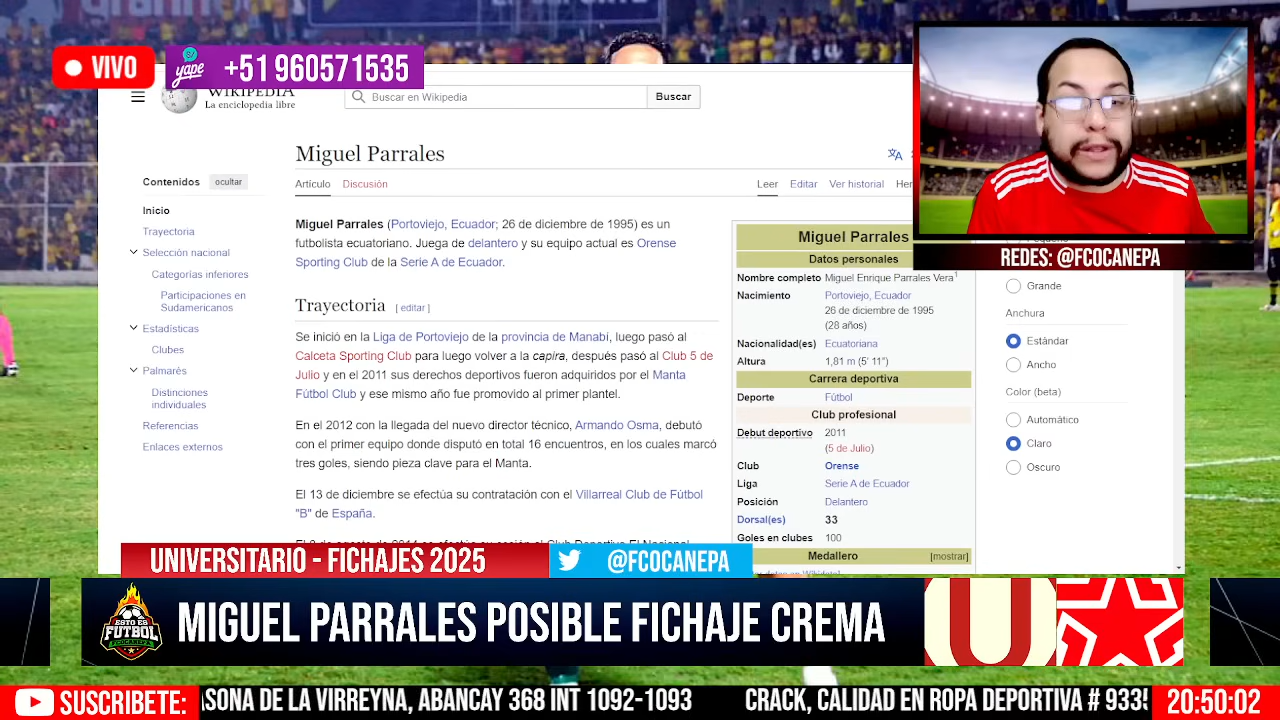 VIVO
yape
+51 960571535
WIKIPEDIA
La enciclopedia libre
Buscar en Wikipedia
Buscar
Miguel Parrales
Contenidos
ocultar
Artículo
Discusión
Leer
Editar
Ver historial
Her
Inicio
Trayectoria
Selección nacional
Categorías inferiores
Participaciones en
Sudamericanos
Estadísticas
Clubes
Palmarés
Distinciones
individuales
Referencias
Enlaces externos
Miguel Parrales (Portoviejo, Ecuador; 26 de diciembre de 1995) es un
futbolista ecuatoriano. Juega de delantero y su equipo actual es Orense
Sporting Club de la Serie A de Ecuador.
Trayectoria [ editar ]
Se inició en la Liga de Portoviejo de la provincia de Manabí, luego pasó al
Calceta Sporting Club para luego volver a la capira, después pasó al Club 5 de
Julio y en el 2011 sus derechos deportivos fueron adquiridos por el Manta
Fútbol Club y ese mismo año fue promovido al primer plantel.
En el 2012 con la llegada del nuevo director técnico, Armando Osma, debutó
con el primer equipo donde disputó en total 16 encuentros, en los cuales marcó
tres goles, siendo pieza clave para el Manta.
El 13 de diciembre se efectúa su contratación con el Villarreal Club de Fútbol
"B" de España.
Miguel Parrales
Datos personales
Nombre completo Miguel Enrique Parrales Vera1
Nacimiento Portoviejo, Ecuador
26 de diciembre de 1995
(28 años)
Nacionalidad(es) Ecuatoriana
Altura 1,81 m (5′ 11″)
Carrera deportiva
Deporte Fútbol
Club profesional
Debut deportivo 2011
(5 de Julio)
Club Orense
Liga Serie A de Ecuador
Posición Delantero
Dorsal(es) 33
Goles en clubes 100
Medallero [mostrar]
REDES: @FCOCANEPA
Grande
Anchura
Estándar
Ancho
Color (beta)
Automático
Claro
Oscuro
UNIVERSITARIO - FICHAJES 2025
@FCOCANEPA
ESTO ES
FUTBOL
FCOCANEPA
MIGUEL PARRALES POSIBLE FICHAJE CREMA
U
SUSCRIBETE:
ASONA DE LA VIRREYNA, ABANCAY 368 INT 1092-1093
CRACK, CALIDAD EN ROPA DEPORTIVA # 933
20:50:02